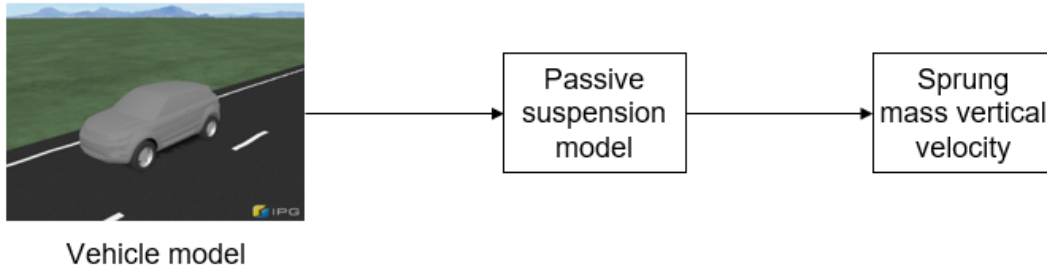 IPG
Vehicle model
Passive
suspension
model
Sprung
mass vertical
velocity